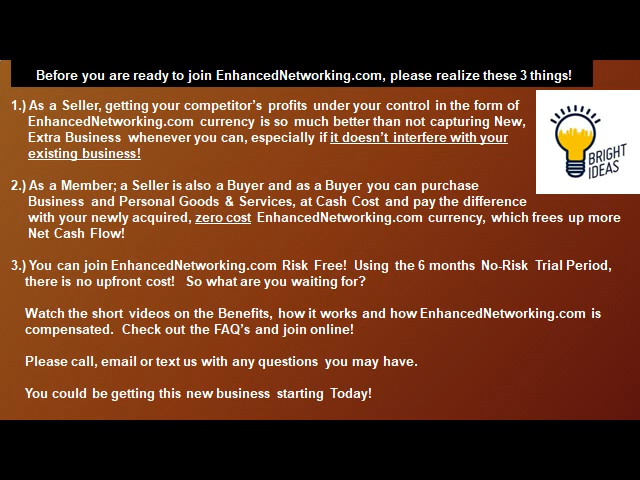 Before you are ready to join EnhancedNetworking.com, please realize these 3 things!
1.) As a Seller, getting your competitor's profits under your control in the form of
EnhancedNetworking.com currency is so much better than not capturing New,
Extra Business whenever you can, especially if it doesn't interfere with your
existing business!
BRIGHT
IDEAS
2.) As a Member; a Seller is also a Buyer and as a Buyer you can purchase
Business and Personal Goods & Services, at Cash Cost and pay the difference
with your newly acquired, zero cost EnhancedNetworking.com currency, which frees up more
Net Cash Flow!
3.) You can join EnhancedNetworking.com Risk Free! Using the 6 months No-Risk Trial Period,
there is no upfront cost! So what are you waiting for?
Watch the short videos on the Benefits, how it works and how EnhancedNetworking.com is
compensated. Check out the FAQ's and join online!
Please call, email or text us with any questions you may have.
You could be getting this new business starting Today!